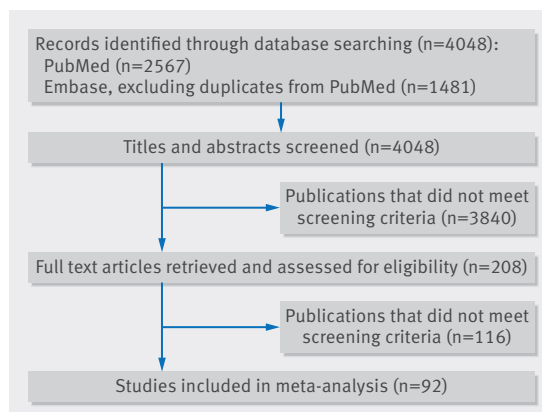 Records identified through database searching (n=4048):
PubMed (n=2567)
Embase, excluding duplicates from PubMed (n=1481)
Titles and abstracts screened (n=4048)
Publications that did not meet
screening criteria (n=3840)
Full text articles retrieved and assessed for eligibility (n=208)
Publications that did not meet
screening criteria (n=116)
Studies included in meta-analysis (n=92)